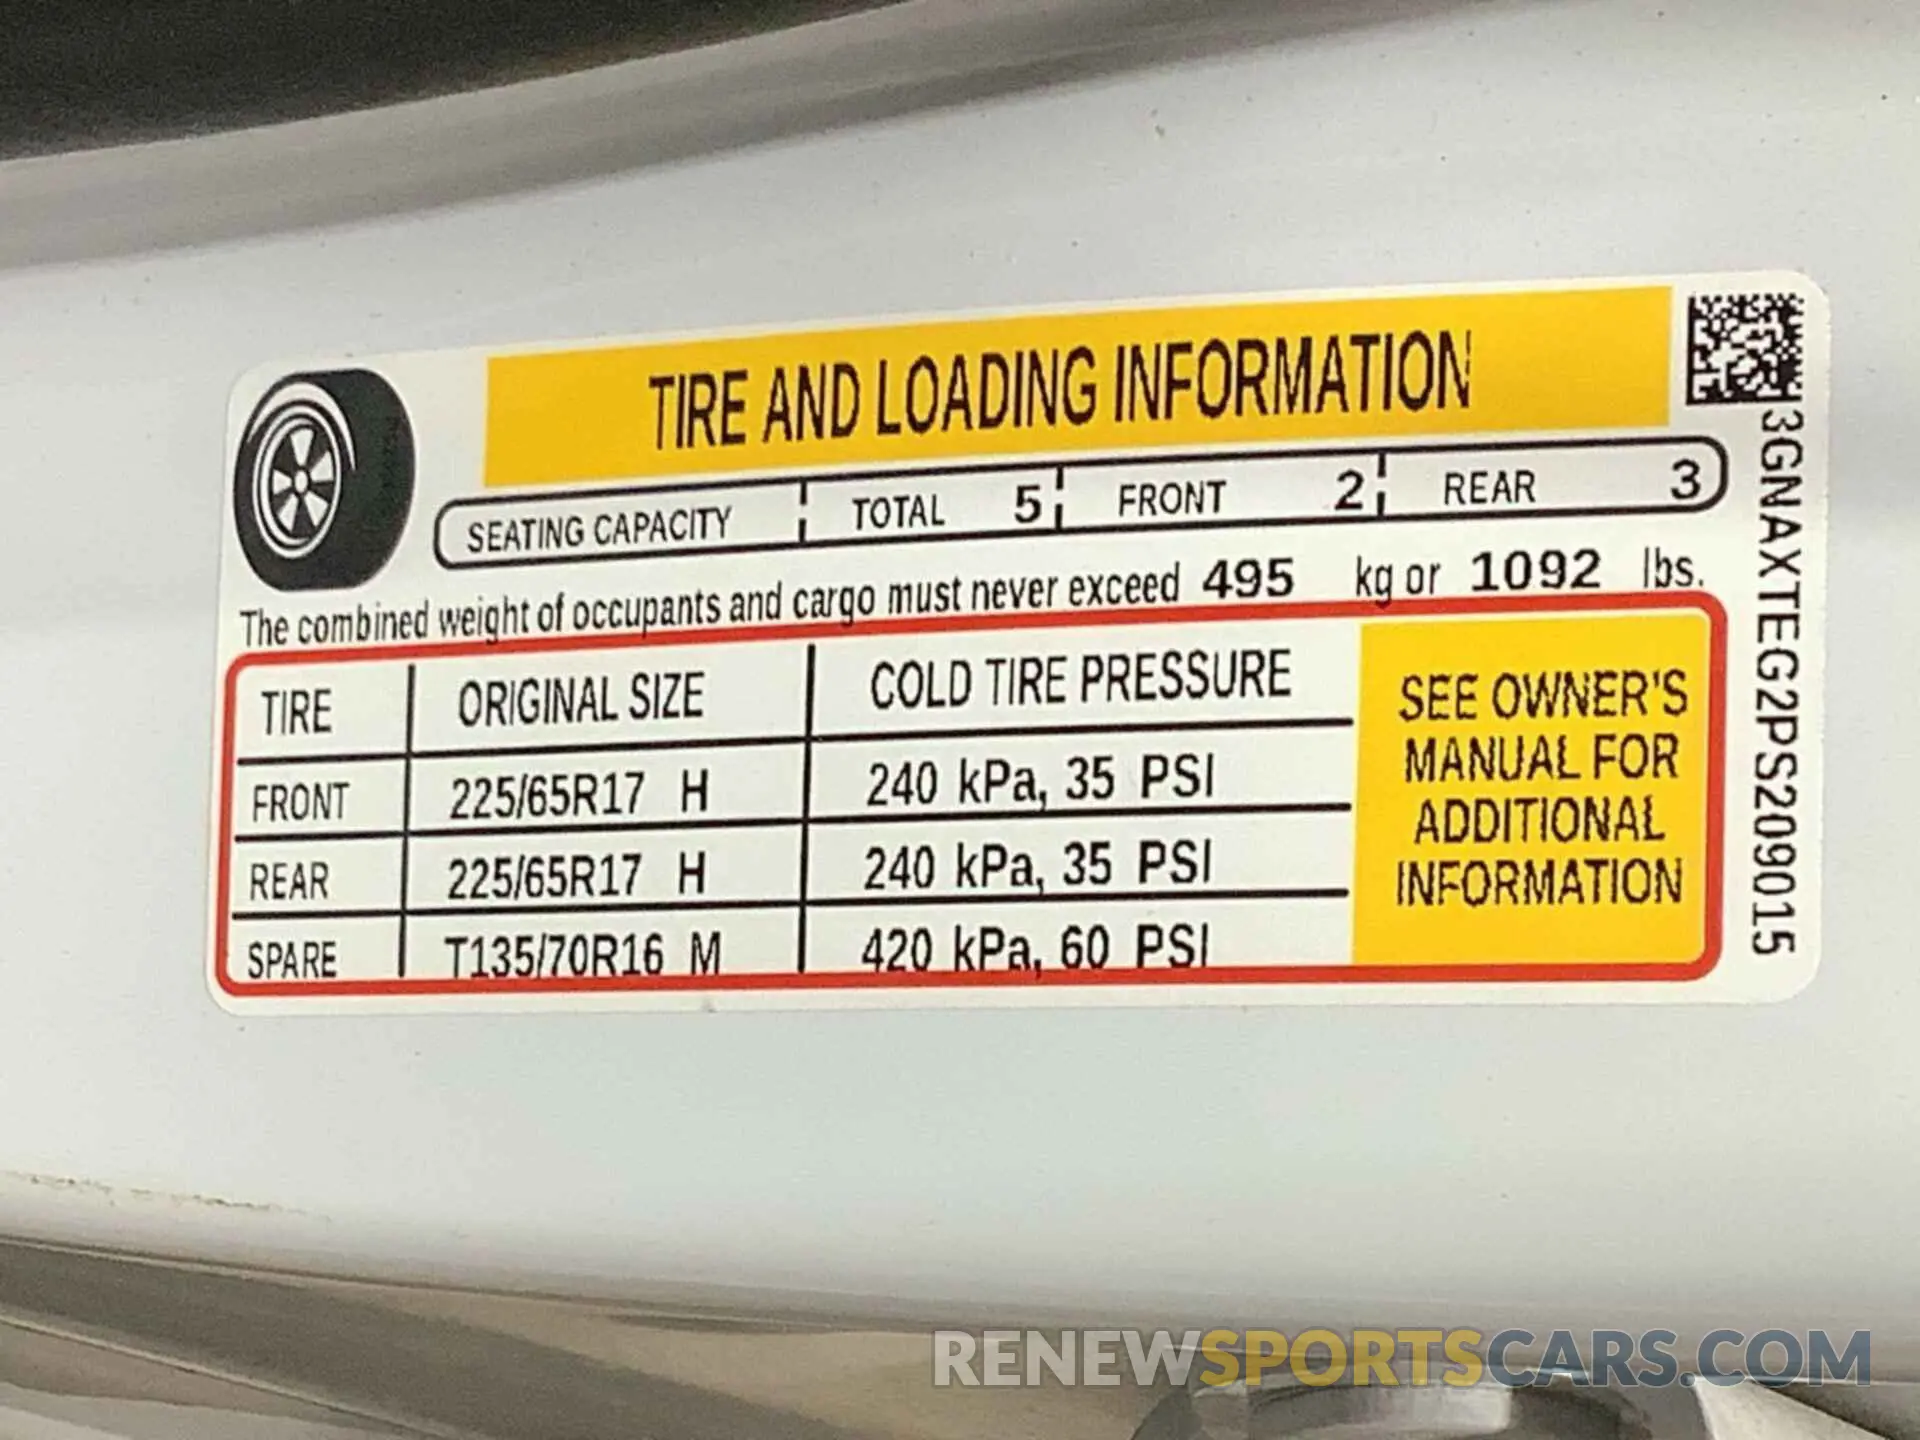 TIRE AND LOADING INFORMATION
SEATING CAPACITY TOTAL 5 FRONT 2 REAR 3
The combined weight of occupants and cargo must never exceed 495 kg or 1092 lbs.
TIRE ORIGINAL SIZE COLD TIRE PRESSURE
FRONT 225/65R17 H 240 kPa, 35 PSI
REAR 225/65R17 H 240 kPa, 35 PSI
SPARE T135/70R16 M 420 kPa, 60 PSI
SEE OWNER'S
MANUAL FOR
ADDITIONAL
INFORMATION
3GNAXTEG2PS209015
RENEWSPORTSCARS.COM